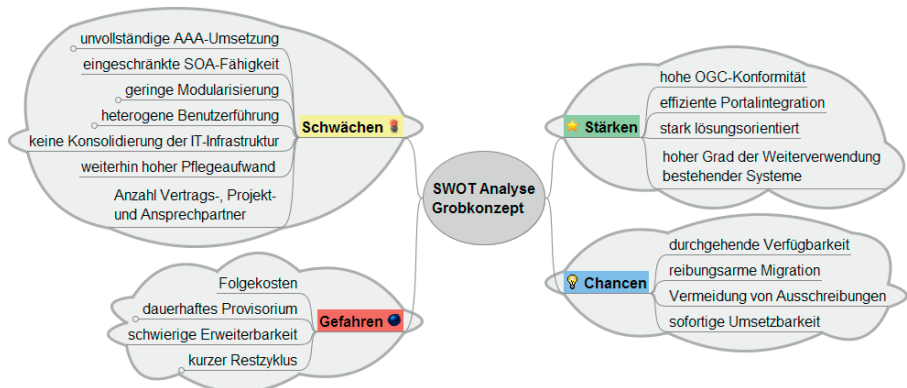 unvollständige AAA-Umsetzung
eingeschränkte SOA-Fähigkeit
geringe Modularisierung
heterogene Benutzerführung
keine Konsolidierung der IT-Infrastruktur
weiterhin hoher Pflegeaufwand
Anzahl Vertrags-, Projekt-
und Ansprechpartner
Schwächen
Folgekosten
dauerhaftes Provisorium
schwierige Erweiterbarkeit
kurzer Restzyklus
Gefahren
SWOT Analyse
Grobkonzept
Stärken
hohe OGC-Konformität
effiziente Portalintegration
stark lösungsorientiert
hoher Grad der Weiterverwendung
bestehender Systeme
Chancen
durchgehende Verfügbarkeit
reibungsarme Migration
Vermeidung von Ausschreibungen
sofortige Umsetzbarkeit